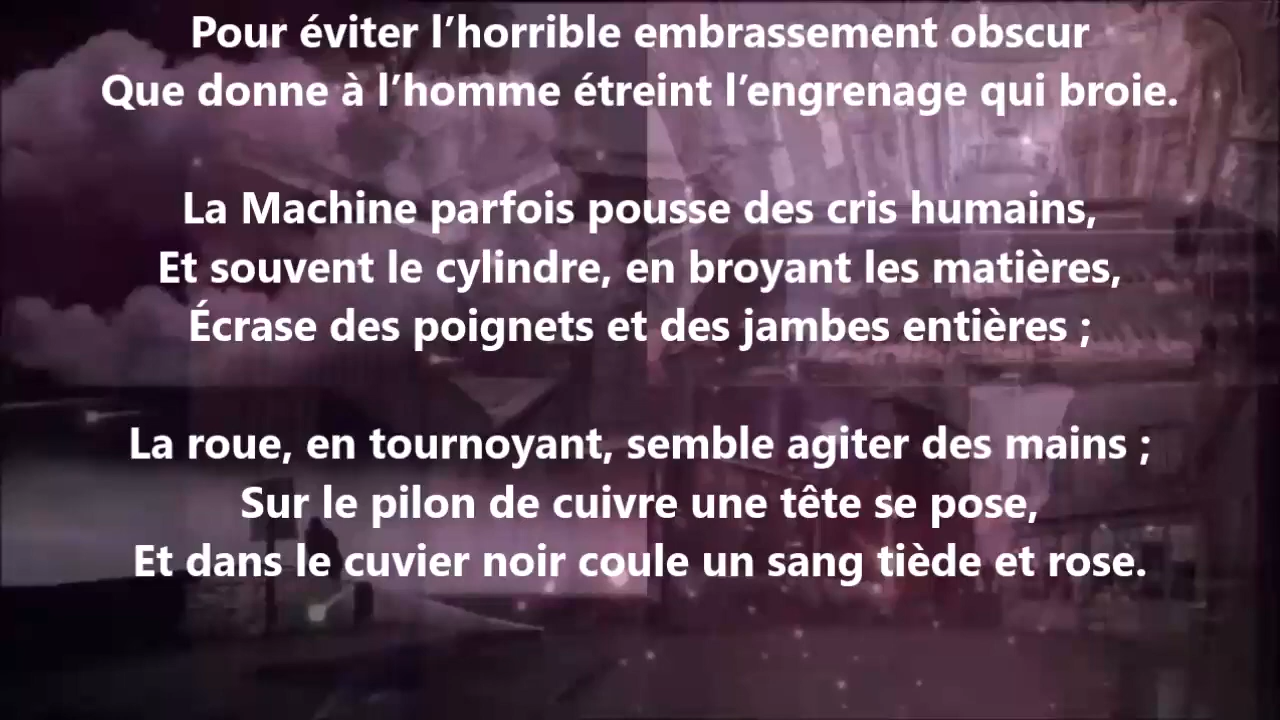 Pour éviter l’horrible embrassement obscur
Que donne à l’homme étreint l’engrenage qui broie.
La Machine parfois pousse des cris humains,
Et souvent le cylindre, en broyant les matières,
Écrase des poignets et des jambes entières ;
La roue, en tournoyant, semble agiter des mains ;
Sur le pilon de cuivre une tête se pose,
Et dans le cuvier noir coule un sang tiède et rose.